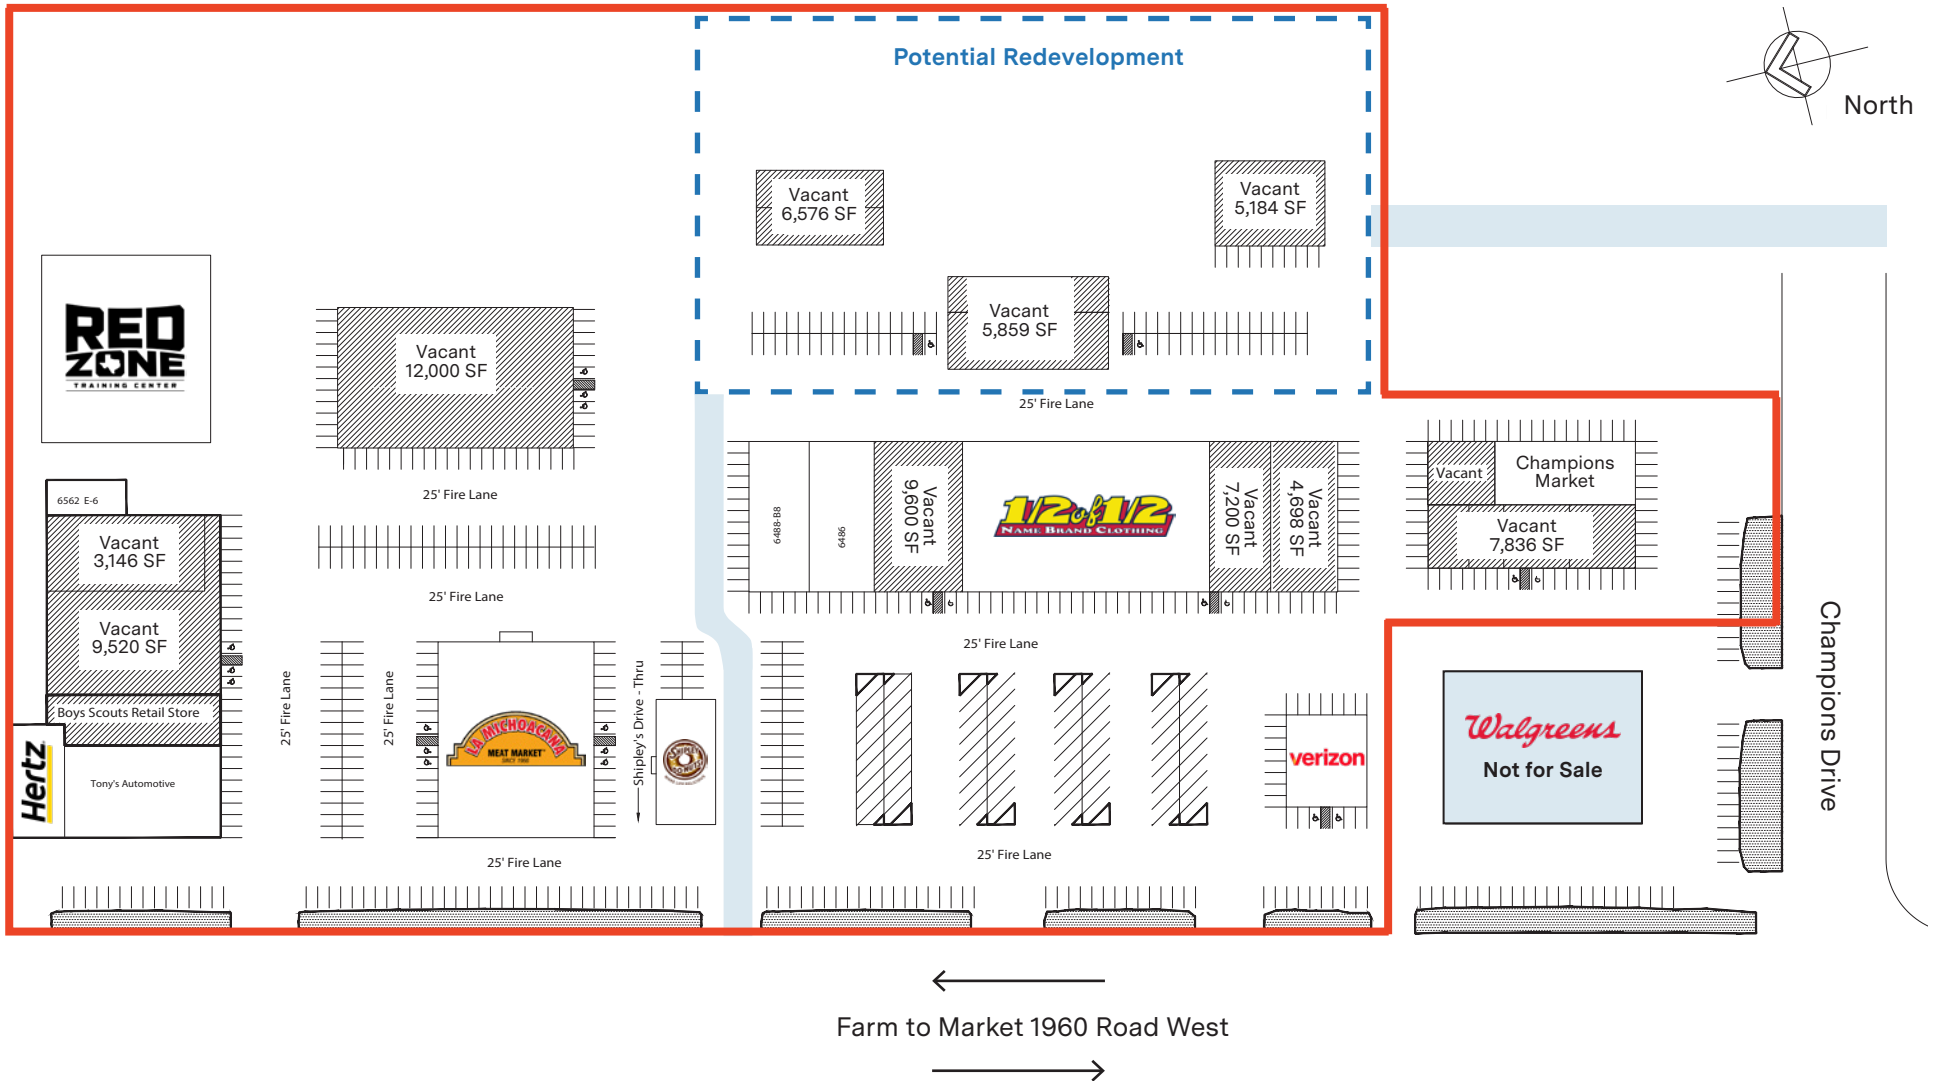 Potential Redevelopment
North
Vacant
6,576 SF
Vacant
5,184 SF
Vacant
5,859 SF
RED
ZONE
TRAINING CENTER
Vacant
12,000 SF
25' Fire Lane
25' Fire Lane
25' Fire Lane
6562 E-6
Vacant
3,146 SF
Vacant
9,520 SF
Boys Scouts Retail Store
Hertz
Tony's Automotive
25' Fire Lane
25' Fire Lane
LA MICHOACANA
MEAT MARKET
Shipley's Drive - Thru
SHIPLEY
DO-NUTS
25' Fire Lane
6488-B8
6486
Vacant
9,600 SF
1/2 of 1/2
NAME BRAND CLOTHING
Vacant
7,200 SF
Vacant
4,698 SF
25' Fire Lane
25' Fire Lane
verizon
Vacant
Champions
Market
Vacant
7,836 SF
Walgreens
Not for Sale
Champions Drive
Farm to Market 1960 Road West